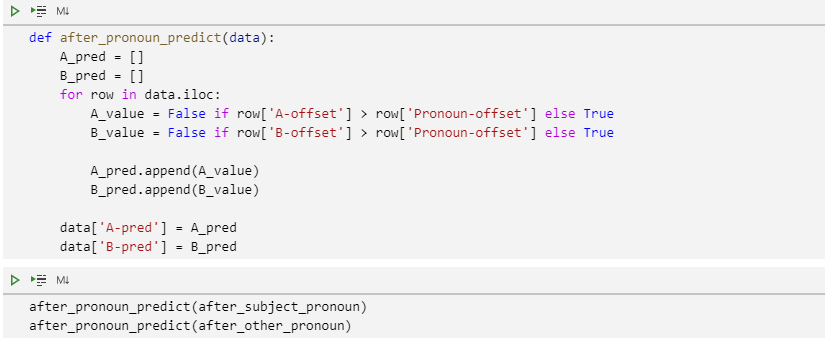 M↓
def after_pronoun_predict(data):
    A_pred = []
    B_pred = []
    for row in data.iloc:
        A_value = False if row['A-offset'] > row['Pronoun-offset'] else True
        B_value = False if row['B-offset'] > row['Pronoun-offset'] else True
        A_pred.append(A_value)
        B_pred.append(B_value)
    data['A-pred'] = A_pred
    data['B-pred'] = B_pred
M↓
after_pronoun_predict(after_subject_pronoun)
after_pronoun_predict(after_other_pronoun)